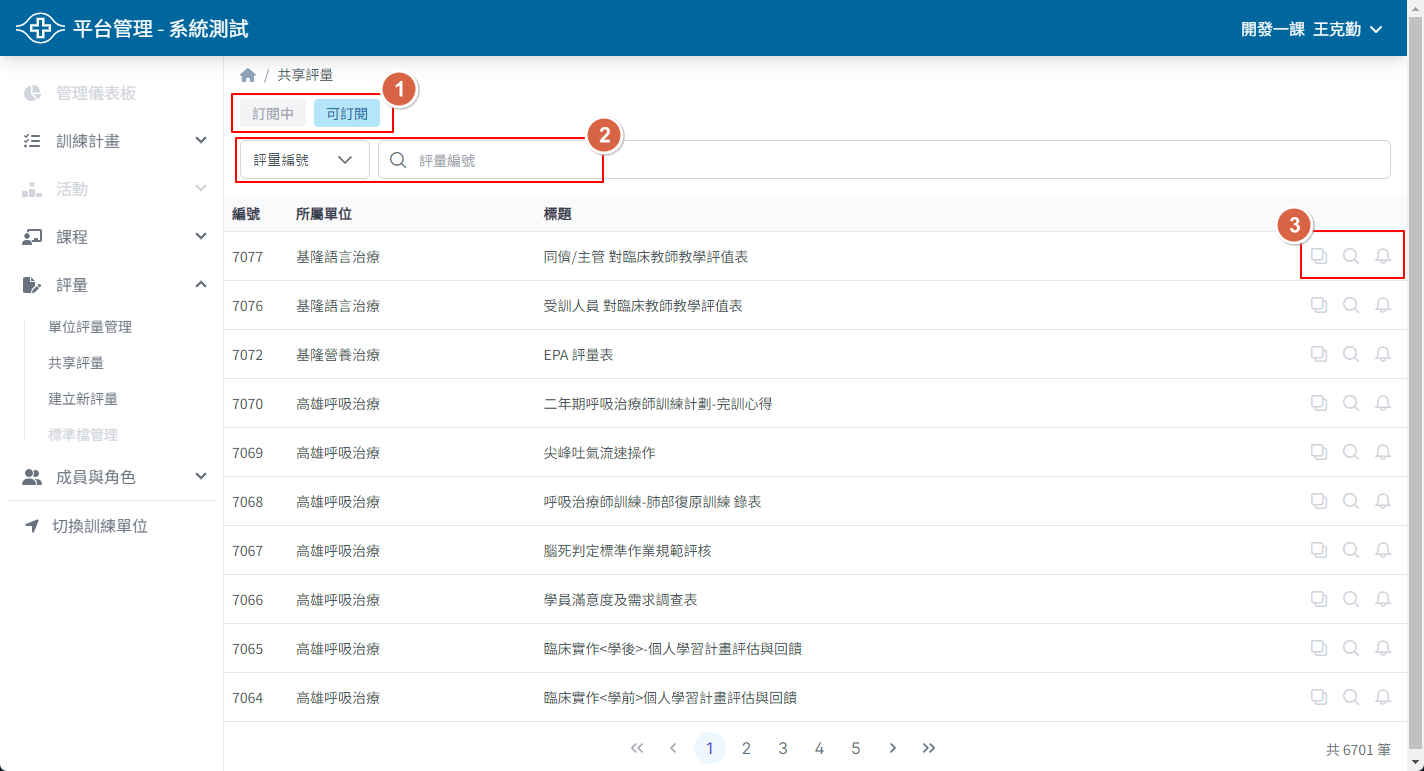 平台管理 - 系統測試
開發一課 王克勤
管理儀表板
訓練計畫
活動
課程
評量
單位評量管理
共享評量
建立新評量
標準檔管理
成員與角色
切換訓練單位
/ 共享評量
1
訂閱中 可訂閱
2
評量編號 評量編號
編號 所屬單位 標題
3
7077 基隆語言治療 同儕/主管 對臨床教師教學評值表
7076 基隆語言治療 受訓人員 對臨床教師教學評值表
7072 基隆營養治療 EPA 評量表
7070 高雄呼吸治療 二年期呼吸治療師訓練計劃-完訓心得
7069 高雄呼吸治療 尖峰吐氣流速操作
7068 高雄呼吸治療 呼吸治療師訓練-肺部復原訓練 錄表
7067 高雄呼吸治療 腦死判定標準作業規範評核
7066 高雄呼吸治療 學員滿意度及需求調查表
7065 高雄呼吸治療 臨床實作<學後>-個人學習計畫評估與回饋
7064 高雄呼吸治療 臨床實作<學前>個人學習計畫評估與回饋
1 2 3 4 5
共 6701 筆